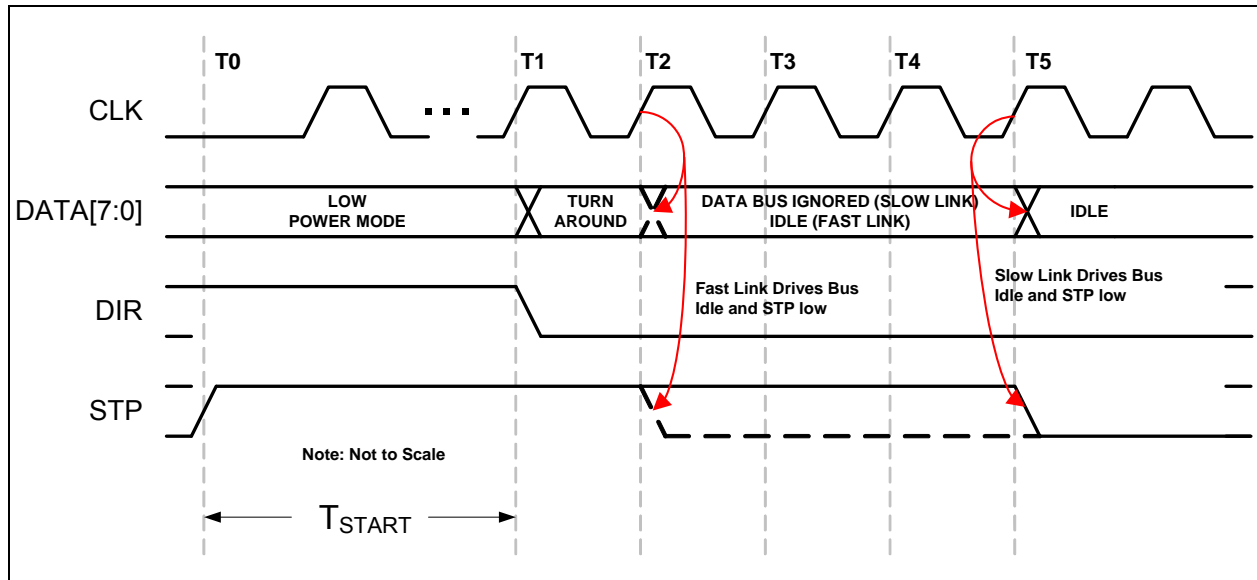 T0 T1 T2 T3 T4 T5
CLK
DATA[7:0]
LOW
POWER MODE
TURN
AROUND
DATA BUS IGNORED (SLOW LINK)
IDLE (FAST LINK)
IDLE
DIR
Fast Link Drives Bus
Idle and STP low
Slow Link Drives Bus
Idle and STP low
STP
Note: Not to Scale
TSTART